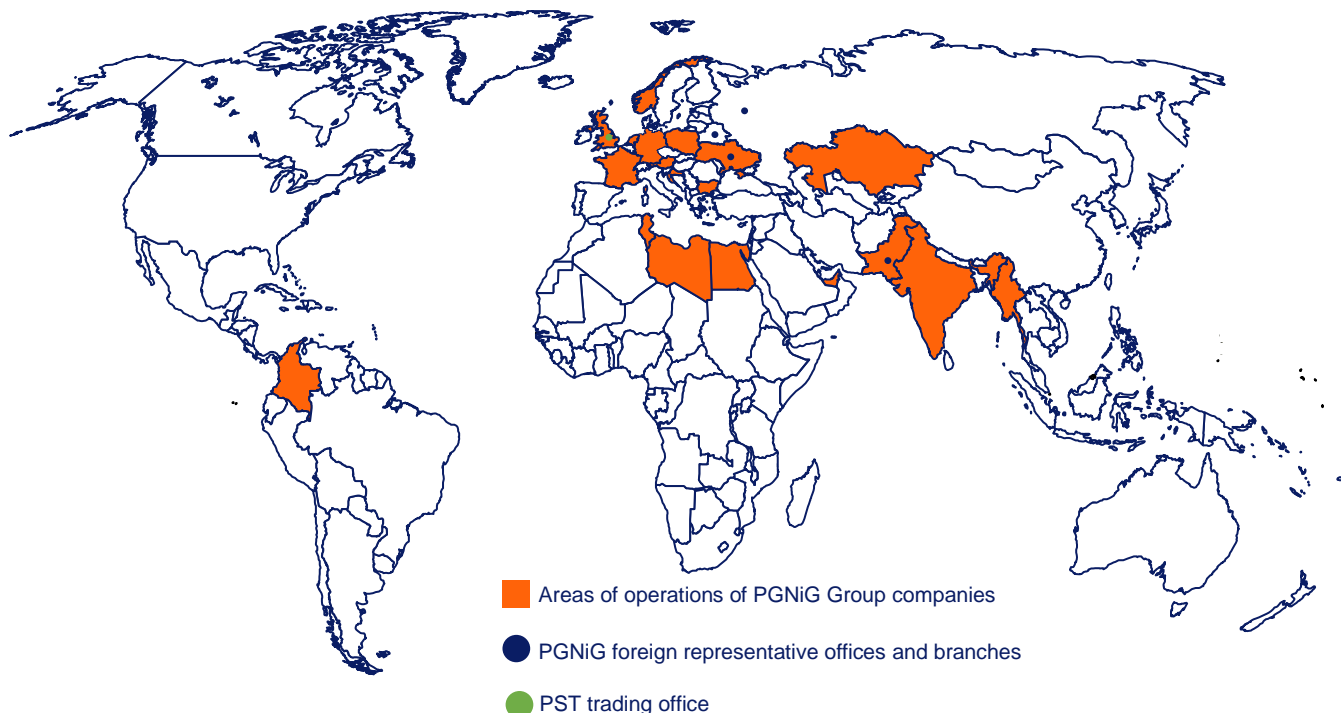 Areas of operations of PGNiG Group companies
PGNiG foreign representative offices and branches
PST trading office